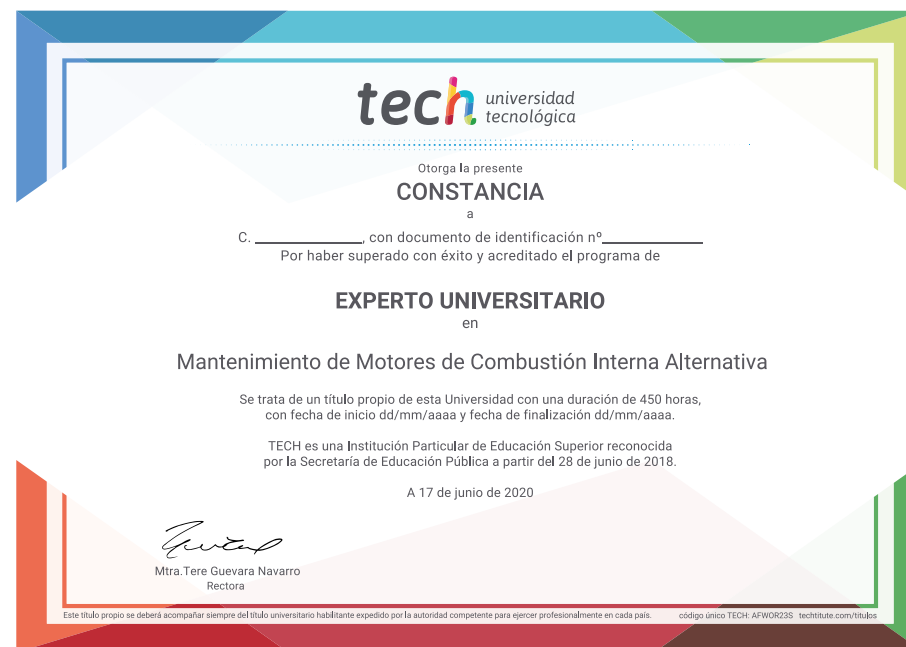 tech universidad
tecnológica
Otorga la presente
CONSTANCIA
a
C. ____________, con documento de identificación nº____________
Por haber superado con éxito y acreditado el programa de
EXPERTO UNIVERSITARIO
en
Mantenimiento de Motores de Combustión Interna Alternativa
Se trata de un título propio de esta Universidad con una duración de 450 horas,
con fecha de inicio dd/mm/aaaa y fecha de finalización dd/mm/aaaa.
TECH es una Institución Particular de Educación Superior reconocida
por la Secretaría de Educación Pública a partir del 28 de junio de 2018.
A 17 de junio de 2020
Mtra.Tere Guevara Navarro
Rectora
Este título propio se deberá acompañar siempre del título universitario habilitante expedido por la autoridad competente para ejercer profesionalmente en cada país. código único TECH: AFWOR23S techtitute.com/titulos